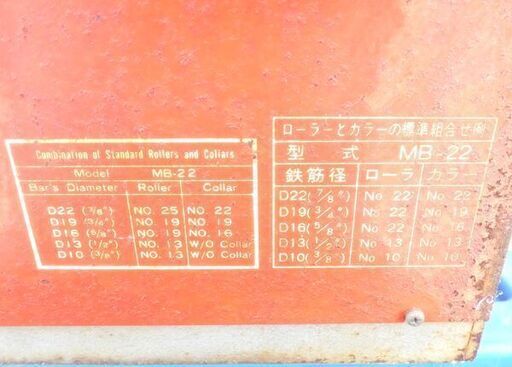 Combination of Standard Rollers and Collars
Model MB-22
Bar's Diameter Roller Collar
D22 (7/8") NO. 25 NO. 22
D19 (3/4") NO. 19 NO. 19
D16 (5/8") NO. 19 NO. 16
D13 (1/2") NO. 13 W/O Collar
D10 (3/8") NO. 13 W/O Collar
ローラーとカラーの標準組合せ例
型式 MB-22
鉄筋径 ローラ カラー
D22(7/8") No 22 No 22
D19(3/4") No 22 No 19
D16(5/8") No 22 No 16
D13(1/2") No 13 No 13
D10(3/8") No 10 No 10